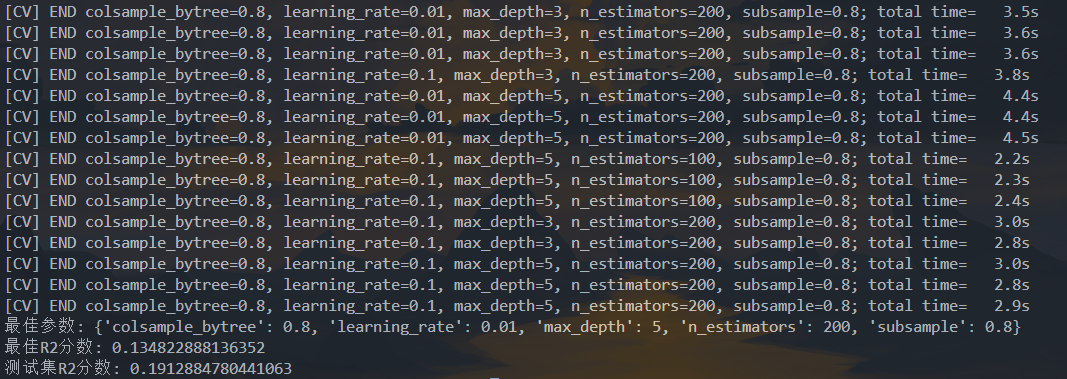 [CV] END colsample_bytree=0.8, learning_rate=0.01, max_depth=3, n_estimators=200, subsample=0.8; total time=   3.5s
[CV] END colsample_bytree=0.8, learning_rate=0.01, max_depth=3, n_estimators=200, subsample=0.8; total time=   3.6s
[CV] END colsample_bytree=0.8, learning_rate=0.01, max_depth=3, n_estimators=200, subsample=0.8; total time=   3.6s
[CV] END colsample_bytree=0.8, learning_rate=0.1, max_depth=3, n_estimators=200, subsample=0.8; total time=   3.8s
[CV] END colsample_bytree=0.8, learning_rate=0.01, max_depth=5, n_estimators=200, subsample=0.8; total time=   4.4s
[CV] END colsample_bytree=0.8, learning_rate=0.01, max_depth=5, n_estimators=200, subsample=0.8; total time=   4.4s
[CV] END colsample_bytree=0.8, learning_rate=0.01, max_depth=5, n_estimators=200, subsample=0.8; total time=   4.5s
[CV] END colsample_bytree=0.8, learning_rate=0.1, max_depth=5, n_estimators=100, subsample=0.8; total time=   2.2s
[CV] END colsample_bytree=0.8, learning_rate=0.1, max_depth=5, n_estimators=100, subsample=0.8; total time=   2.3s
[CV] END colsample_bytree=0.8, learning_rate=0.1, max_depth=5, n_estimators=100, subsample=0.8; total time=   2.4s
[CV] END colsample_bytree=0.8, learning_rate=0.1, max_depth=3, n_estimators=200, subsample=0.8; total time=   3.0s
[CV] END colsample_bytree=0.8, learning_rate=0.1, max_depth=3, n_estimators=200, subsample=0.8; total time=   2.8s
[CV] END colsample_bytree=0.8, learning_rate=0.1, max_depth=5, n_estimators=200, subsample=0.8; total time=   3.0s
[CV] END colsample_bytree=0.8, learning_rate=0.1, max_depth=5, n_estimators=200, subsample=0.8; total time=   2.8s
[CV] END colsample_bytree=0.8, learning_rate=0.1, max_depth=5, n_estimators=200, subsample=0.8; total time=   2.9s
最佳参数: {'colsample_bytree': 0.8, 'learning_rate': 0.01, 'max_depth': 5, 'n_estimators': 200, 'subsample': 0.8}
最佳R2分数: 0.134822888136352
测试集R2分数: 0.1912884780441063